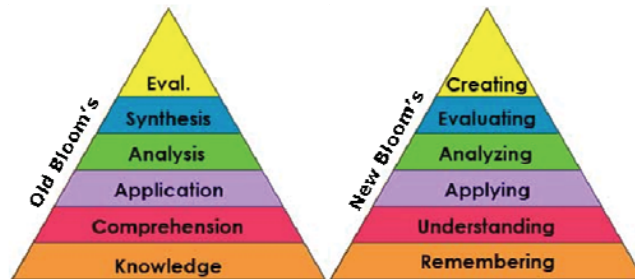 Old Bloom's
Eval.
Synthesis
Analysis
Application
Comprehension
Knowledge
New Bloom's
Creating
Evaluating
Analyzing
Applying
Understanding
Remembering